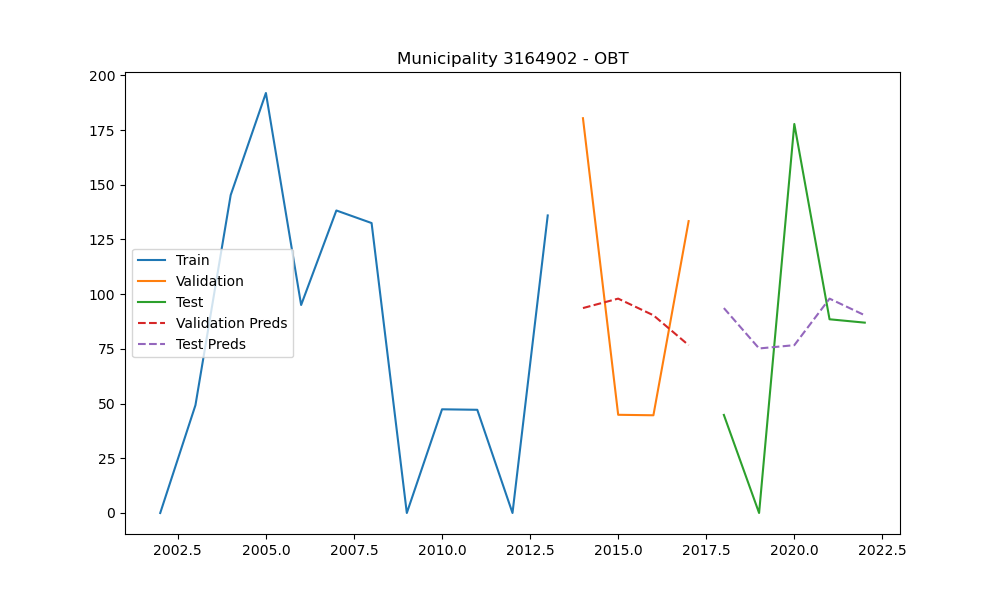 Municipality 3164902 - OBT
200
175
150
125
100
75
50
25
0
Train
Validation
Test
Validation Preds
Test Preds
2002.5 2005.0 2007.5 2010.0 2012.5 2015.0 2017.5 2020.0 2022.5